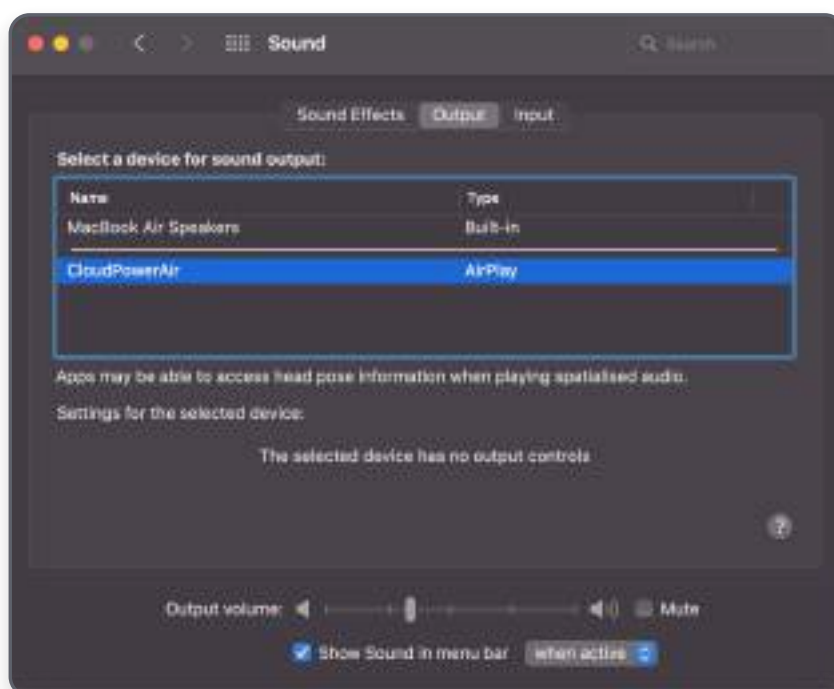 Sound
Search
Sound Effects Output Input
Select a device for sound output:
Name Type
MacBook Air Speakers Built-in
CloudPowerAir AirPlay
Apps may be able to access head pose information when playing spatialised audio.
Settings for the selected device:
The selected device has no output controls
?
Output volume: Mute
Show Sound in menu bar when active